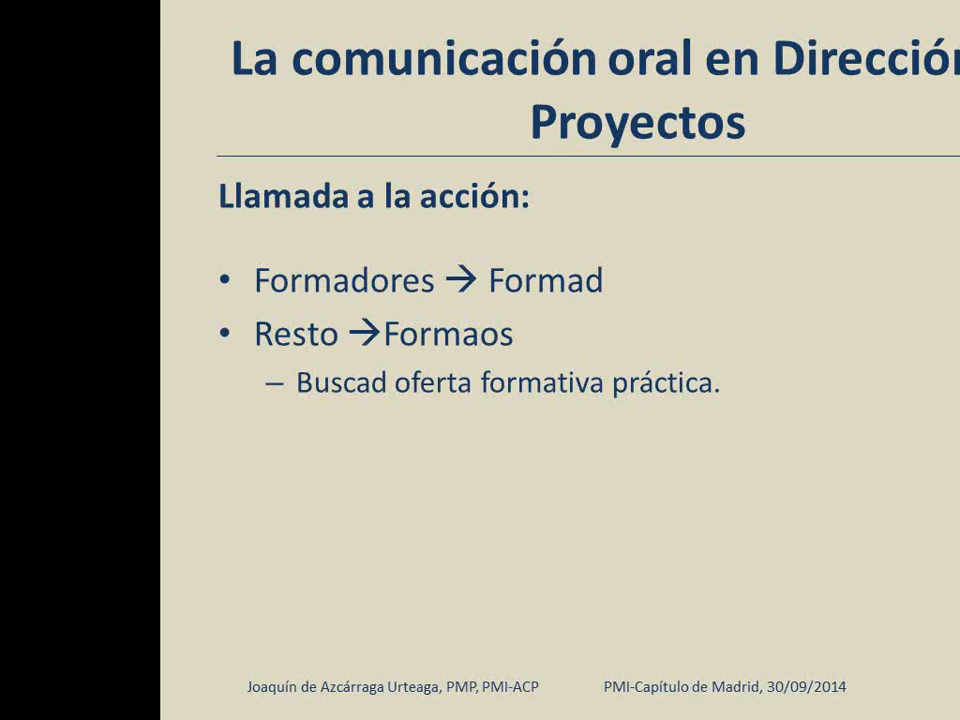 La comunicación oral en Dirección
Proyectos
Llamada a la acción:
• Formadores → Formad
• Resto →Formaos
– Buscad oferta formativa práctica.
Joaquín de Azcárraga Urteaga, PMP, PMI-ACP PMI-Capítulo de Madrid, 30/09/2014